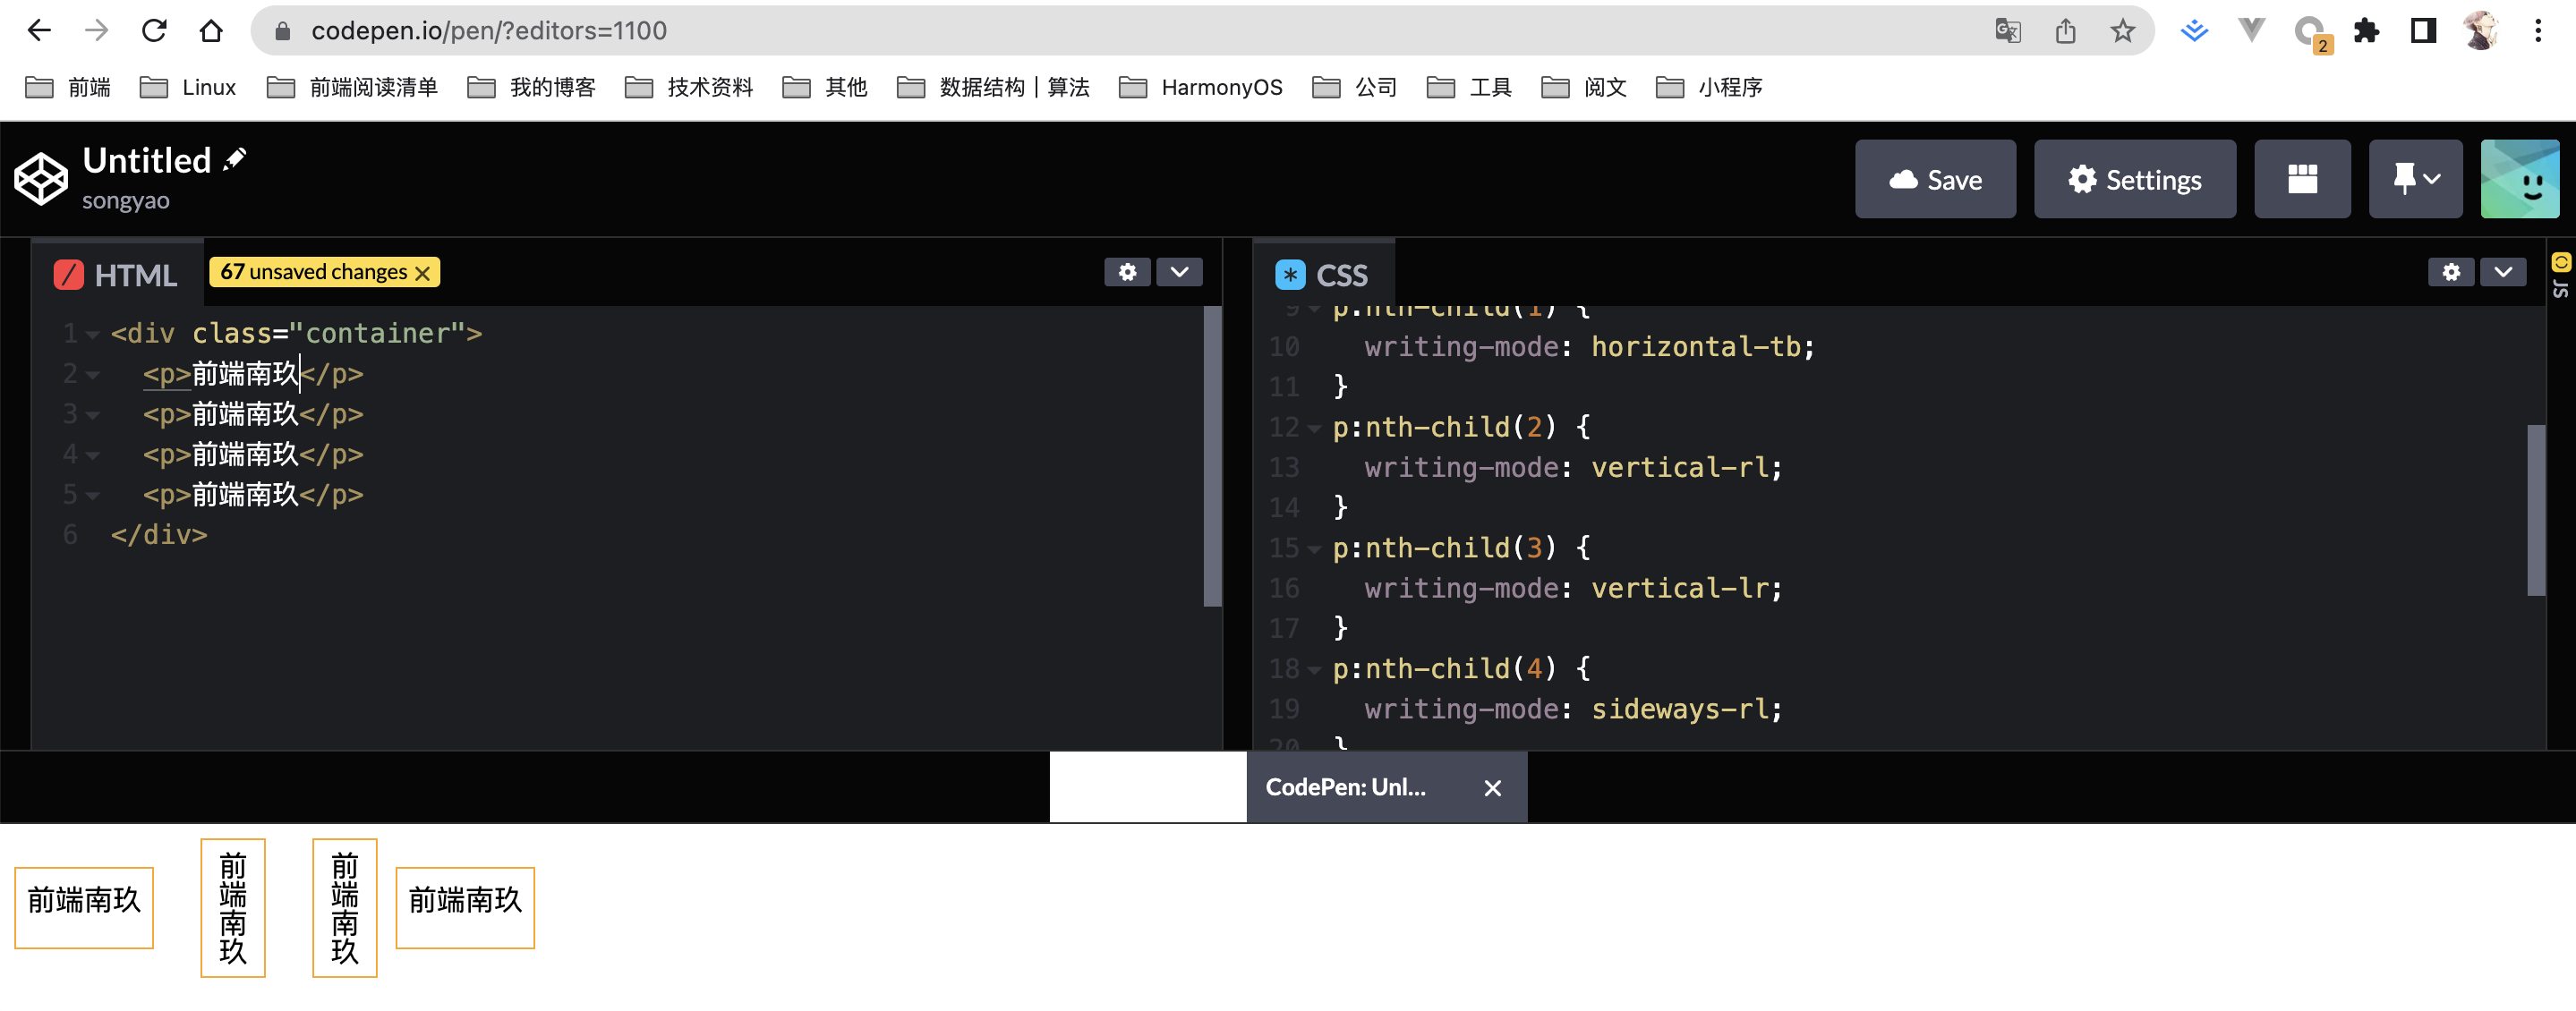 codepen.io/pen/?editors=1100
2
前端 Linux 前端阅读清单 我的博客 技术资料 其他 数据结构｜算法 HarmonyOS 公司 工具 阅文 小程序
Untitled
songyao
Save Settings
HTML 67 unsaved changes
1 <div class="container">
2 <p>前端南玖</p>
3 <p>前端南玖</p>
4 <p>前端南玖</p>
5 <p>前端南玖</p>
6 </div>
CSS
9 p:nth-child(1) {
10 writing-mode: horizontal-tb;
11 }
12 p:nth-child(2) {
13 writing-mode: vertical-rl;
14 }
15 p:nth-child(3) {
16 writing-mode: vertical-lr;
17 }
18 p:nth-child(4) {
19 writing-mode: sideways-rl;
20 }
JS
CodePen: Unl...
前端南玖
前端南玖
前端南玖
前端南玖